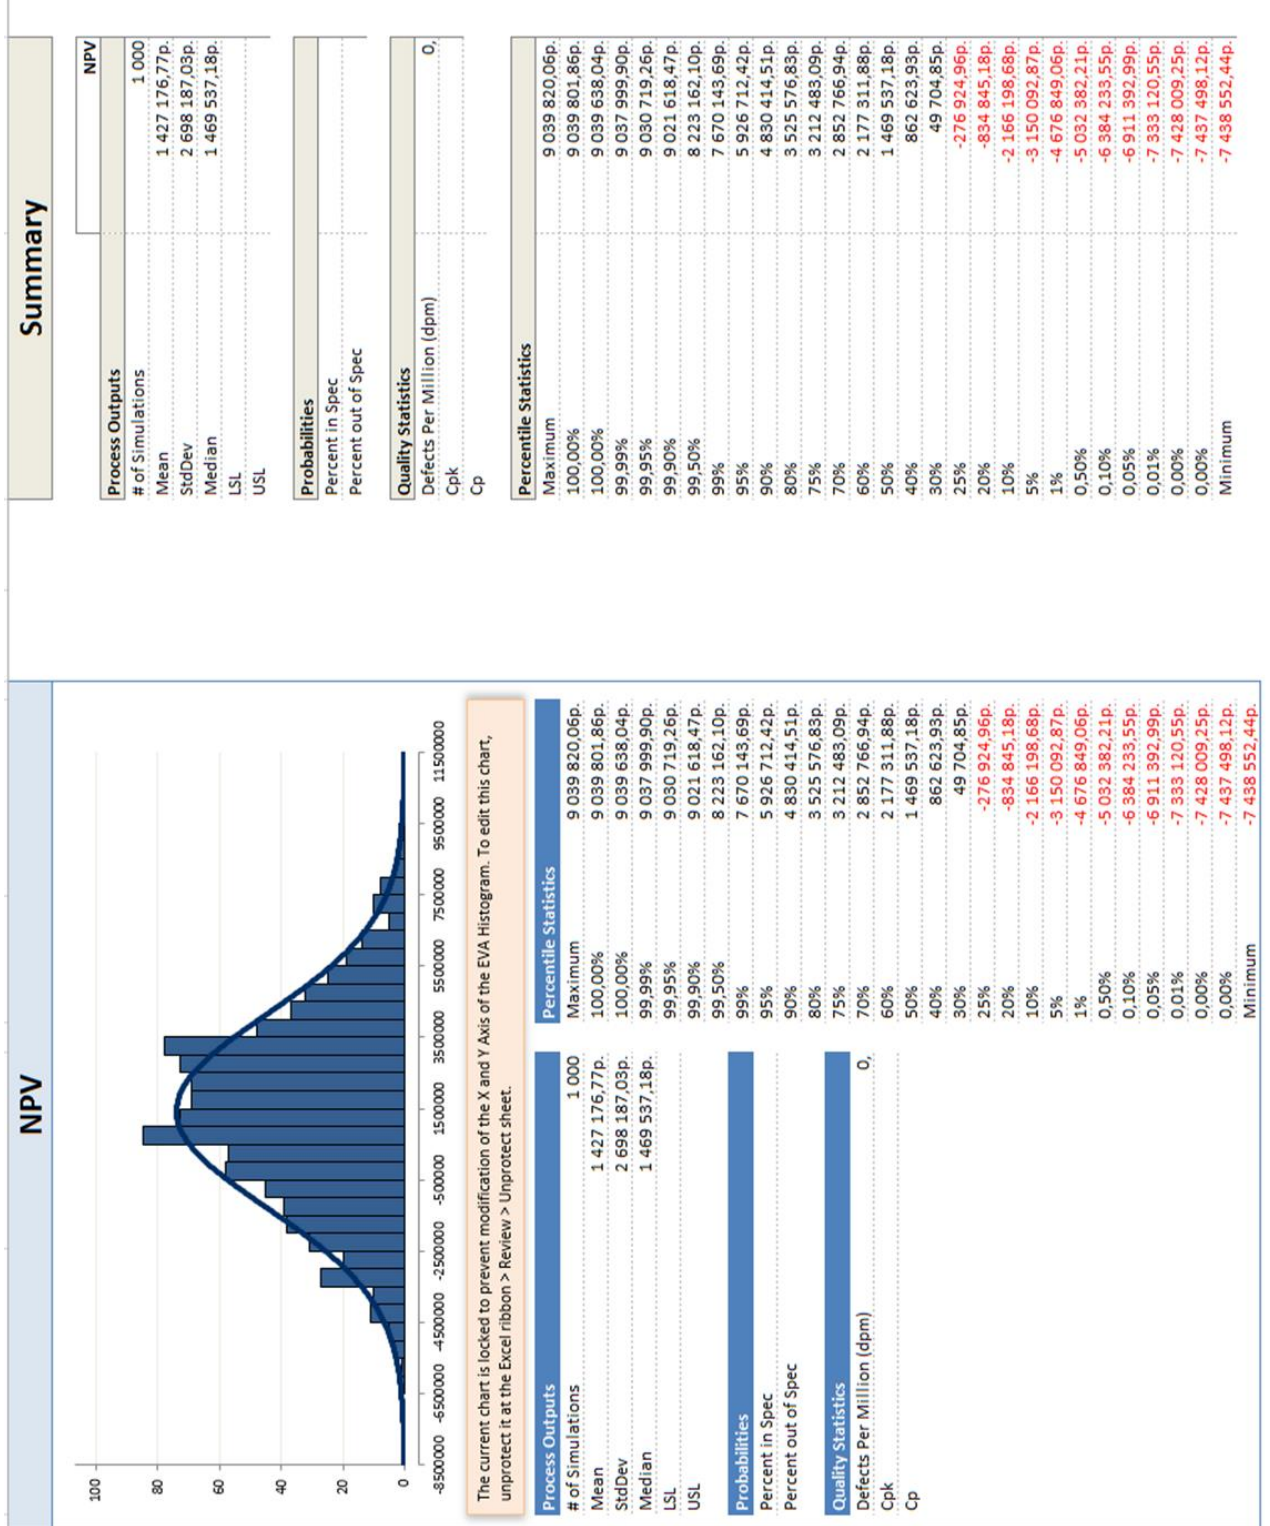 NPV
100
80
60
40
20
0
-8500000 -6500000 -4500000 -2500000 -500000 1500000 3500000 5500000 7500000 9500000 11500000
The current chart is locked to prevent modification of the X and Y Axis of the EVA Histogram. To edit this chart,
unprotect it at the Excel ribbon > Review > Unprotect sheet.
Process Outputs
# of Simulations 1 000
Mean 1 427 176,77р.
StdDev 2 698 187,03р.
Median 1 469 537,18р.
LSL
USL
Probabilities
Percent in Spec
Percent out of Spec
Quality Statistics
Defects Per Million (dpm) 0,
Cpk
Cp
Percentile Statistics
Maximum 9 039 820,06р.
100,00% 9 039 801,86р.
100,00% 9 039 638,04р.
99,99% 9 037 999,90р.
99,95% 9 030 719,26р.
99,90% 9 021 618,47р.
99,50% 8 223 162,10р.
99% 7 670 143,69р.
95% 5 926 712,42р.
90% 4 830 414,51р.
80% 3 525 576,83р.
75% 3 212 483,09р.
70% 2 852 766,94р.
60% 2 177 311,88р.
50% 1 469 537,18р.
40% 862 623,93р.
30% 49 704,85р.
25% -276 924,96р.
20% -834 845,18р.
10% -2 166 198,68р.
5% -3 150 092,87р.
1% -4 676 849,06р.
0,50% -5 032 382,21р.
0,10% -6 384 233,55р.
0,05% -6 911 392,99р.
0,01% -7 333 120,55р.
0,00% -7 428 009,25р.
0,00% -7 437 498,12р.
Minimum -7 438 552,44р.
Summary
NPV
Process Outputs
# of Simulations 1 000
Mean 1 427 176,77р.
StdDev 2 698 187,03р.
Median 1 469 537,18р.
LSL
USL
Probabilities
Percent in Spec
Percent out of Spec
Quality Statistics
Defects Per Million (dpm) 0,
Cpk
Cp
Percentile Statistics
Maximum 9 039 820,06р.
100,00% 9 039 801,86р.
100,00% 9 039 638,04р.
99,99% 9 037 999,90р.
99,95% 9 030 719,26р.
99,90% 9 021 618,47р.
99,50% 8 223 162,10р.
99% 7 670 143,69р.
95% 5 926 712,42р.
90% 4 830 414,51р.
80% 3 525 576,83р.
75% 3 212 483,09р.
70% 2 852 766,94р.
60% 2 177 311,88р.
50% 1 469 537,18р.
40% 862 623,93р.
30% 49 704,85р.
25% -276 924,96р.
20% -834 845,18р.
10% -2 166 198,68р.
5% -3 150 092,87р.
1% -4 676 849,06р.
0,50% -5 032 382,21р.
0,10% -6 384 233,55р.
0,05% -6 911 392,99р.
0,01% -7 333 120,55р.
0,00% -7 428 009,25р.
0,00% -7 437 498,12р.
Minimum -7 438 552,44р.